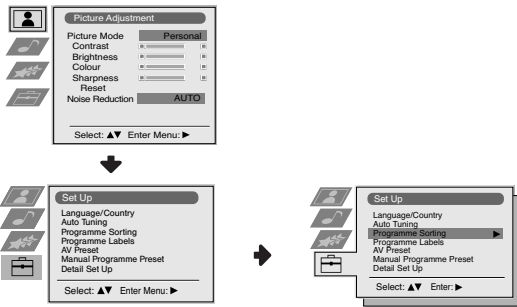 Picture Adjustment
Picture Mode Personal
Contrast
Brightness
Colour
Sharpness
Reset
Noise Reduction AUTO
Select: ▲▼ Enter Menu: ▶
Set Up
Language/Country
Auto Tuning
Programme Sorting
Programme Labels
AV Preset
Manual Programme Preset
Detail Set Up
Select: ▲▼ Enter Menu: ▶
Set Up
Language/Country
Auto Tuning
Programme Sorting ▶
Programme Labels
AV Preset
Manual Programme Preset
Detail Set Up
Select: ▲▼ Enter: ▶